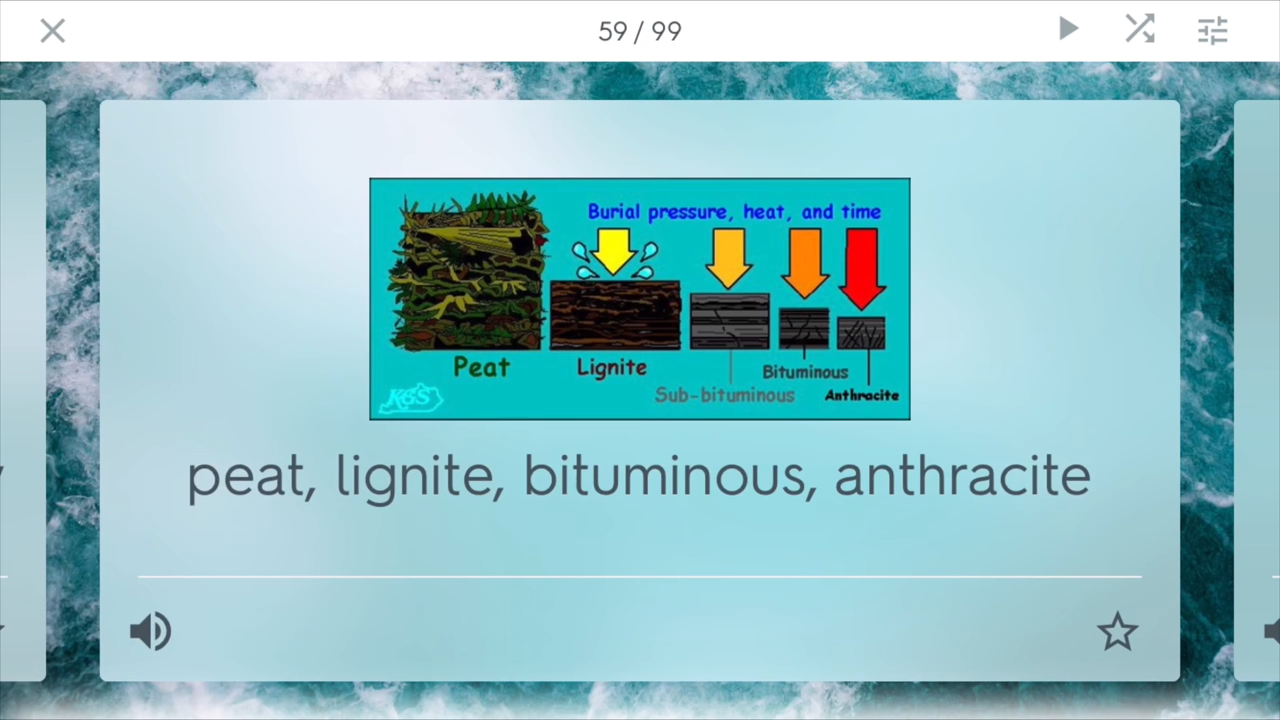 59 / 99
Burial pressure, heat, and time
Peat
Lignite
Bituminous
Sub-bituminous
Anthracite
KGS
peat, lignite, bituminous, anthracite